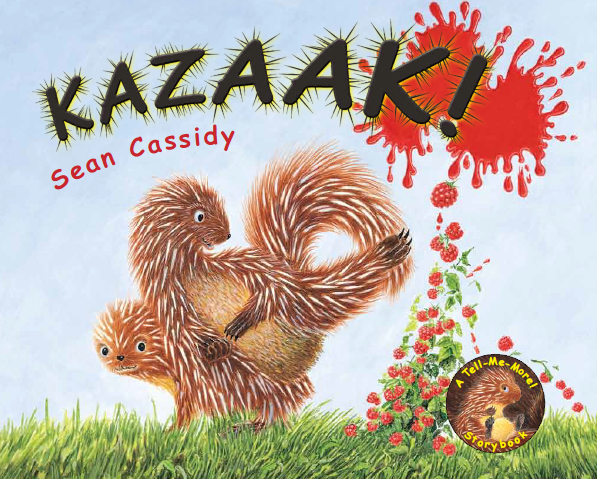 KAZAAK!
Sean Cassidy
A Tell-Me-More!
Storybook